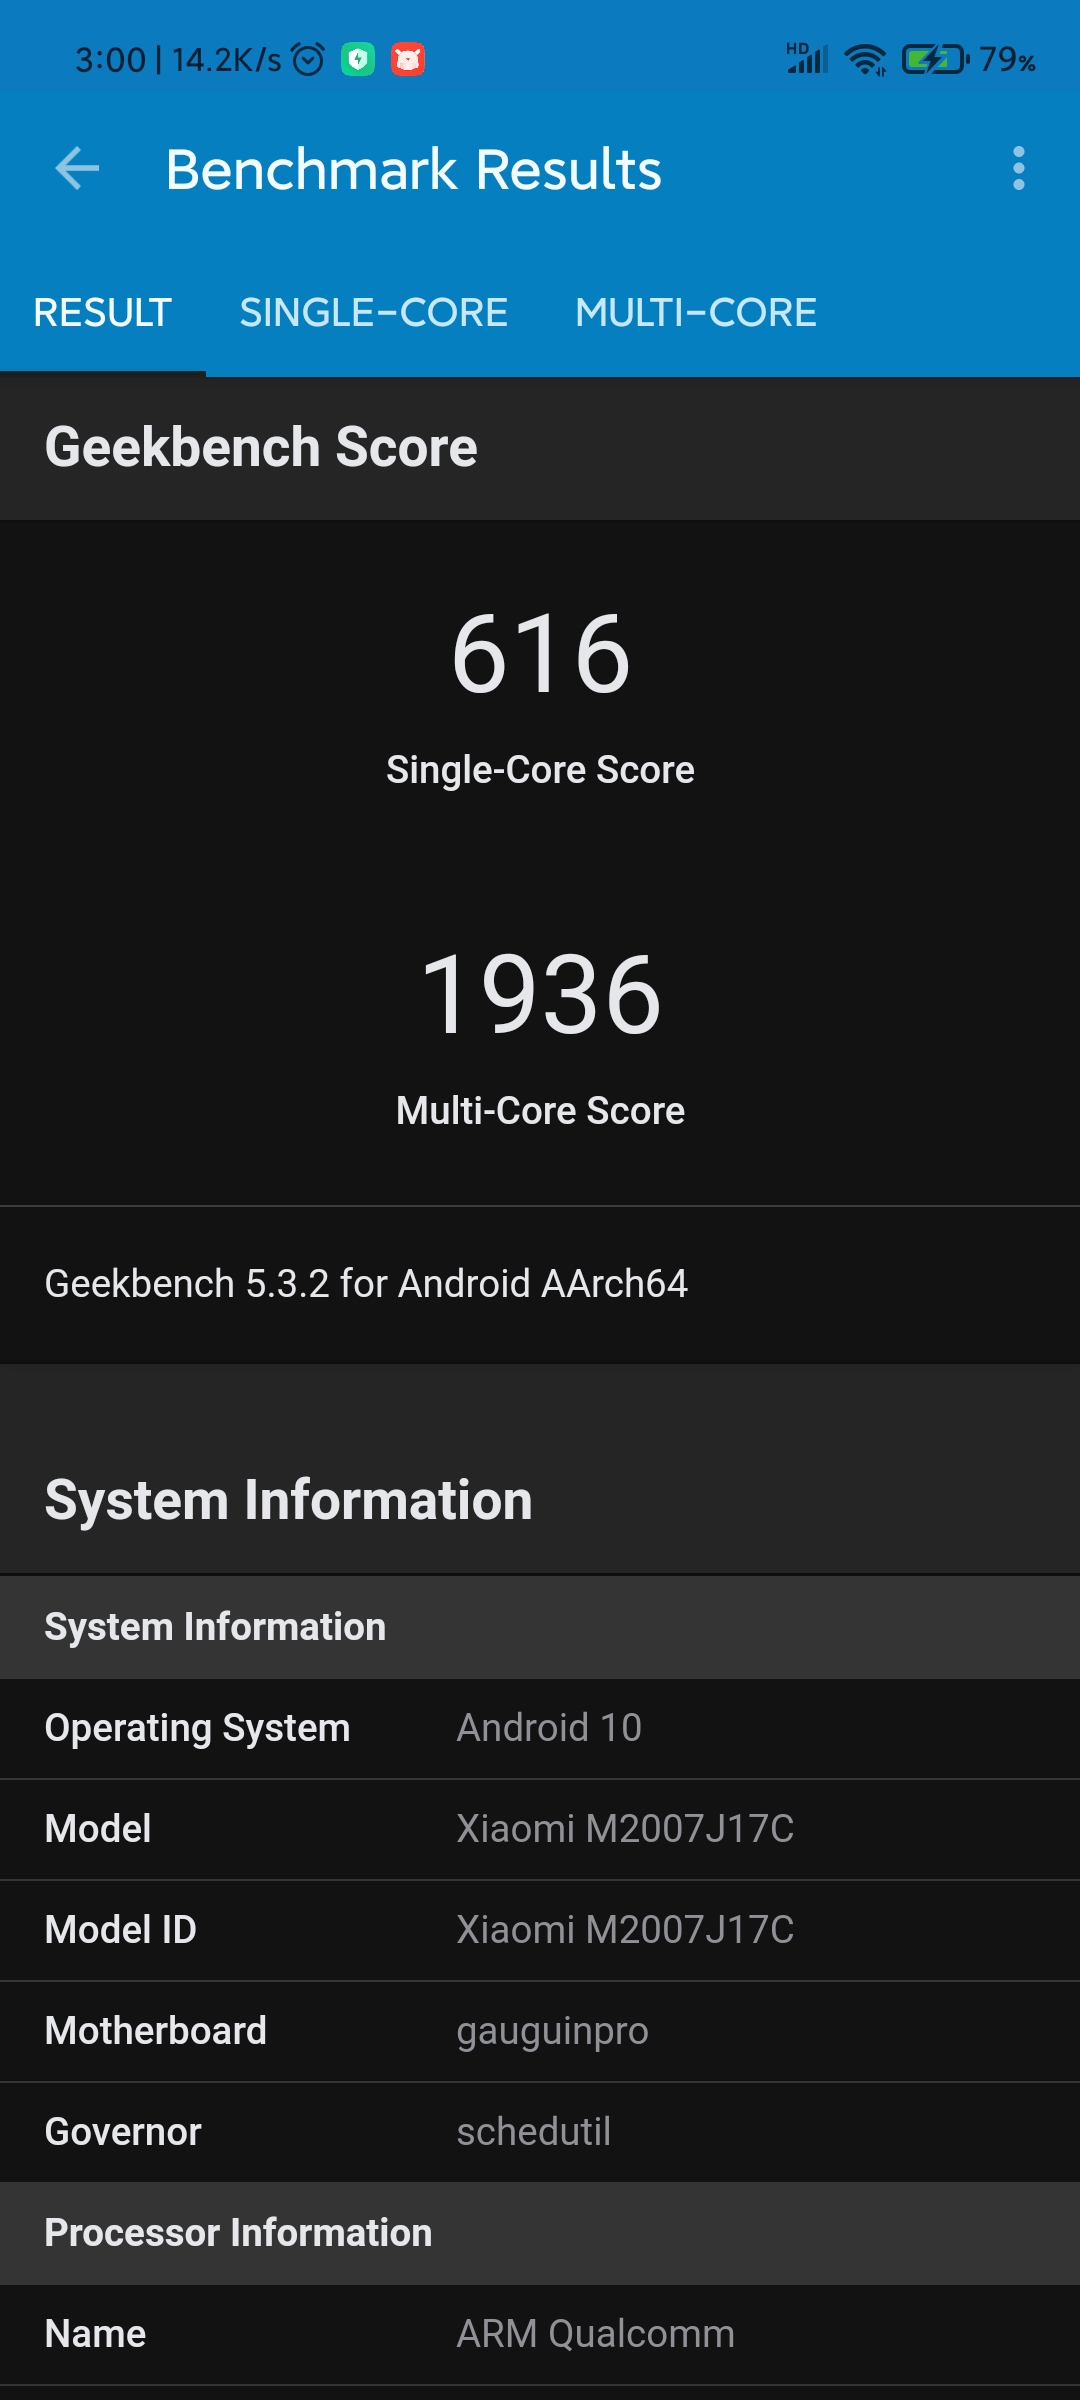 3:00 | 14.2K/s HD 79%
Benchmark Results
RESULT SINGLE-CORE MULTI-CORE
Geekbench Score
616
Single-Core Score
1936
Multi-Core Score
Geekbench 5.3.2 for Android AArch64
System Information
System Information
Operating System Android 10
Model Xiaomi M2007J17C
Model ID Xiaomi M2007J17C
Motherboard gauguinpro
Governor schedutil
Processor Information
Name ARM Qualcomm